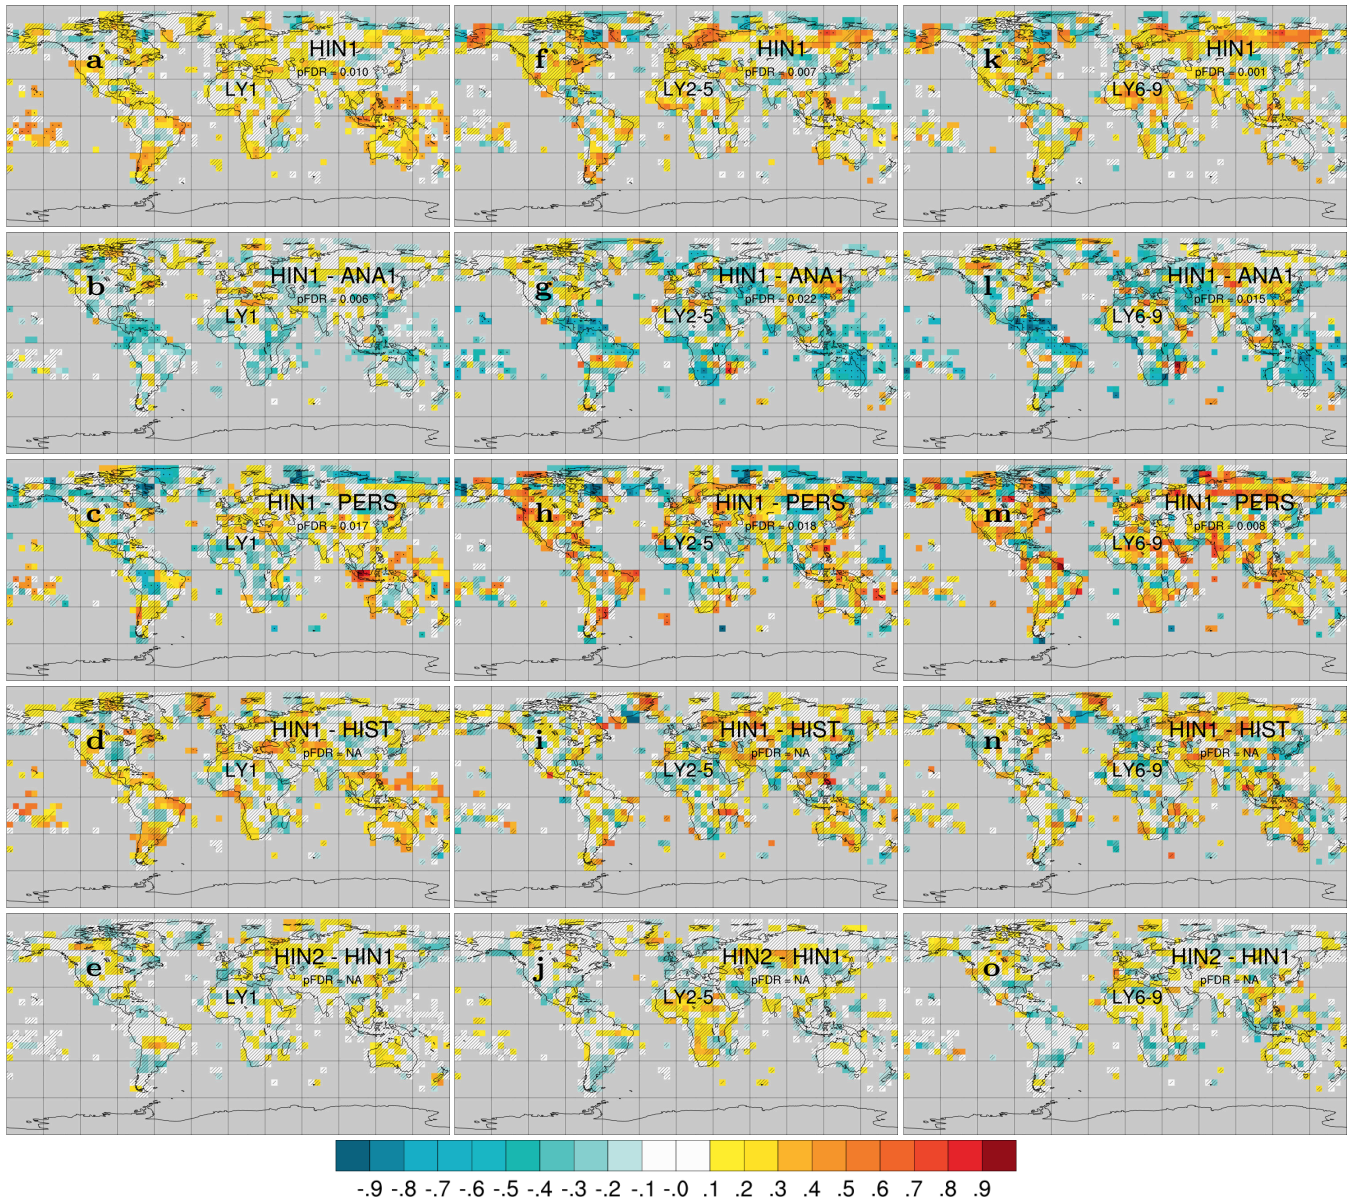 a
HIN1
pFDR = 0.010
LY1
f
HIN1
pFDR = 0.007
LY2-5
k
HIN1
pFDR = 0.001
LY6-9
b
HIN1 - ANA1
pFDR = 0.006
LY1
g
HIN1 - ANA1
pFDR = 0.022
LY2-5
l
HIN1 - ANA1
pFDR = 0.015
LY6-9
c
HIN1 - PERS
pFDR = 0.017
LY1
h
HIN1 - PERS
pFDR = 0.018
LY2-5
m
HIN1 - PERS
pFDR = 0.008
LY6-9
d
HIN1 - HIST
pFDR = NA
LY1
i
HIN1 - HIST
pFDR = NA
LY2-5
n
HIN1 - HIST
pFDR = NA
LY6-9
e
HIN2 - HIN1
pFDR = NA
LY1
j
HIN2 - HIN1
pFDR = NA
LY2-5
o
HIN2 - HIN1
pFDR = NA
LY6-9
-.9 -.8 -.7 -.6 -.5 -.4 -.3 -.2 -.1 -.0 .1 .2 .3 .4 .5 .6 .7 .8 .9